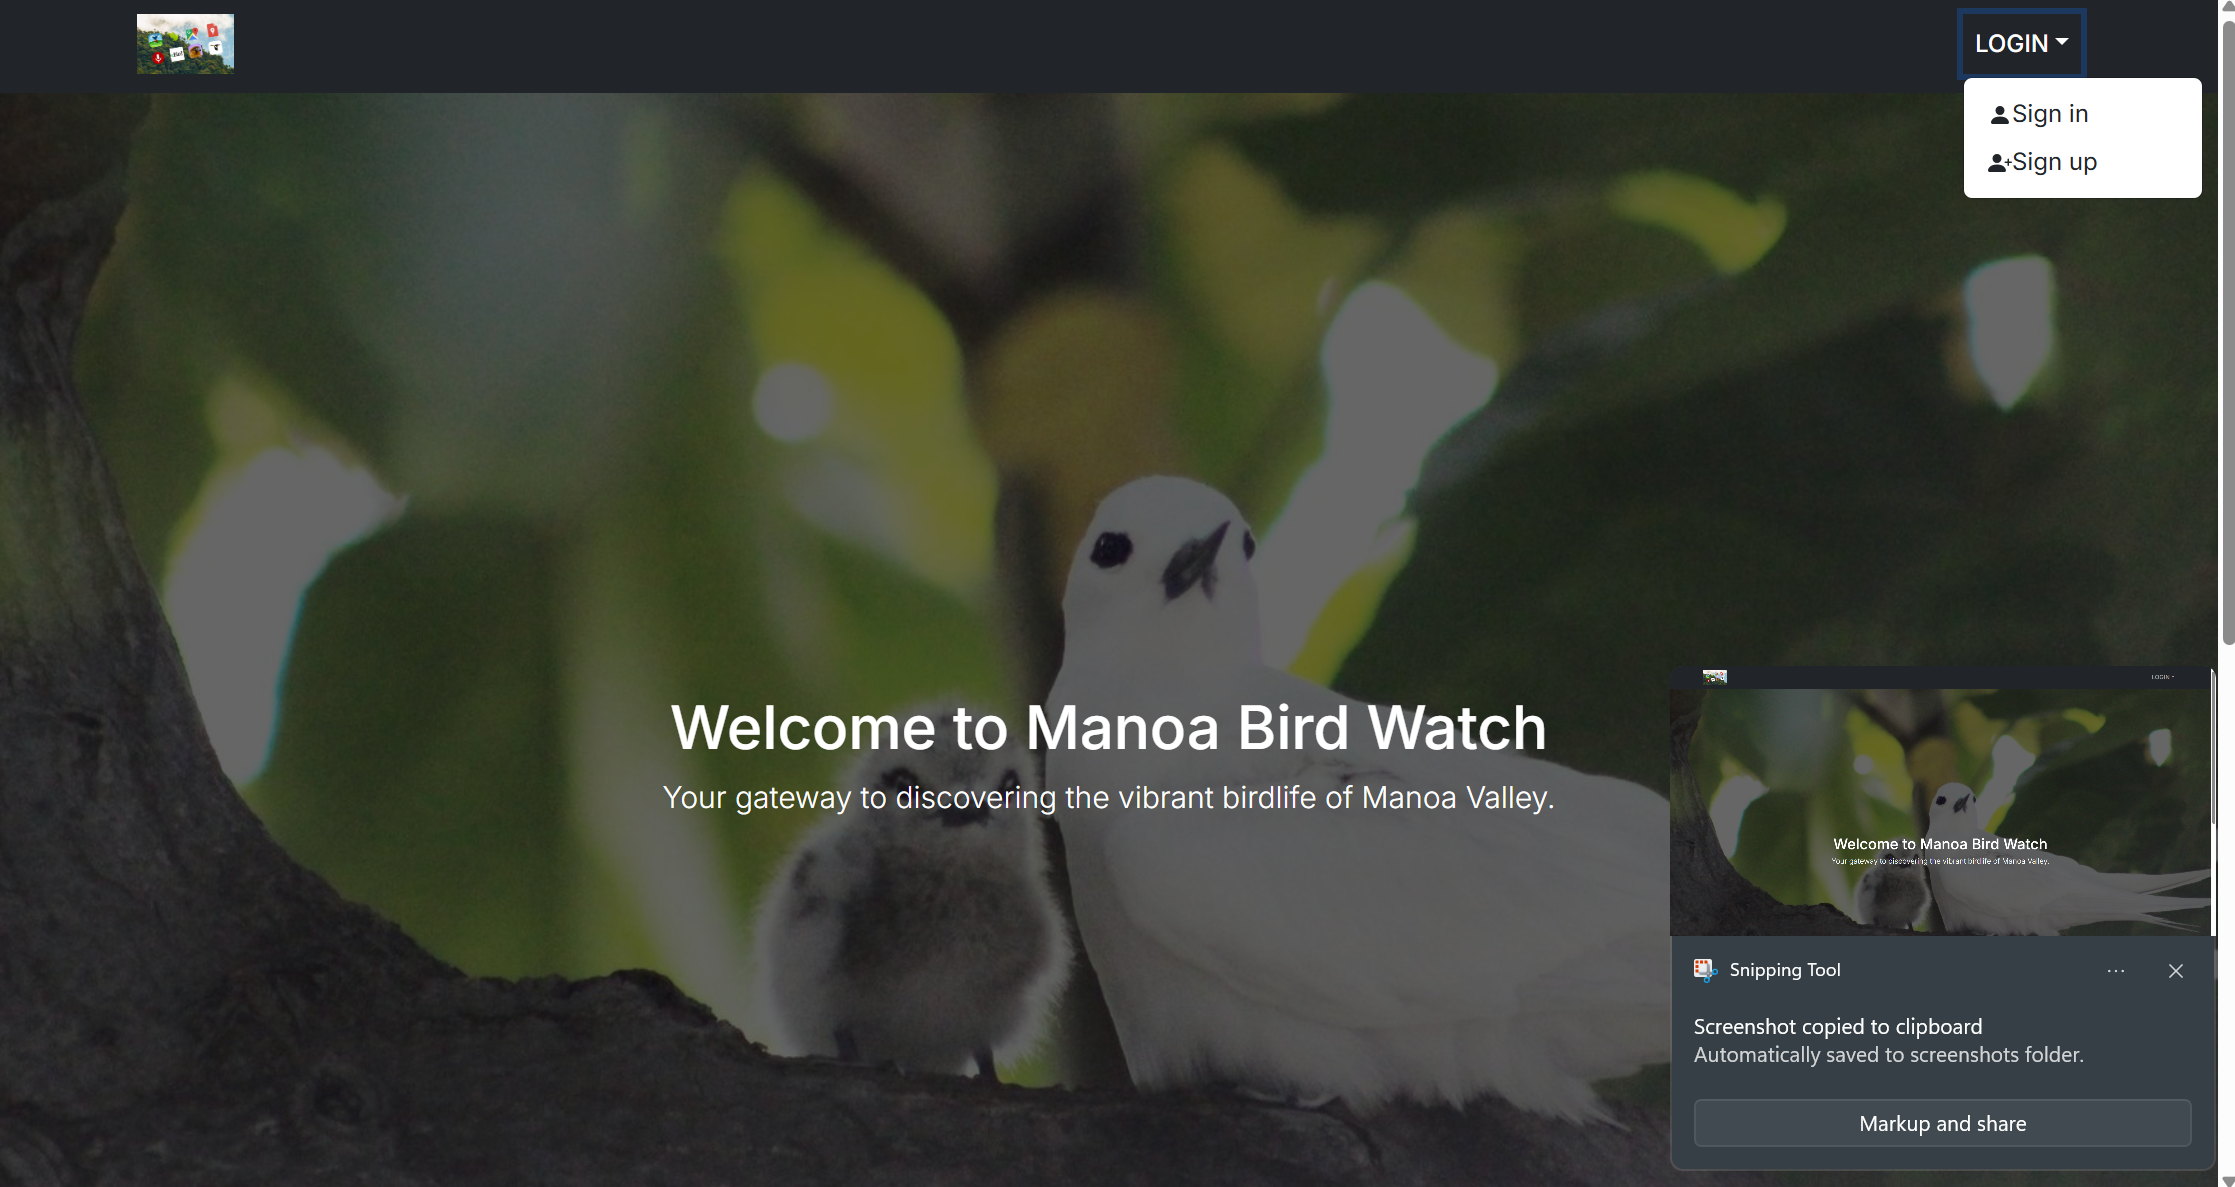 LOGIN
Sign in
Sign up
Welcome to Manoa Bird Watch
Your gateway to discovering the vibrant birdlife of Manoa Valley.
LOGIN
Welcome to Manoa Bird Watch
Your gateway to discovering the vibrant birdlife of Manoa Valley.
Snipping Tool
Screenshot copied to clipboard
Automatically saved to screenshots folder.
Markup and share